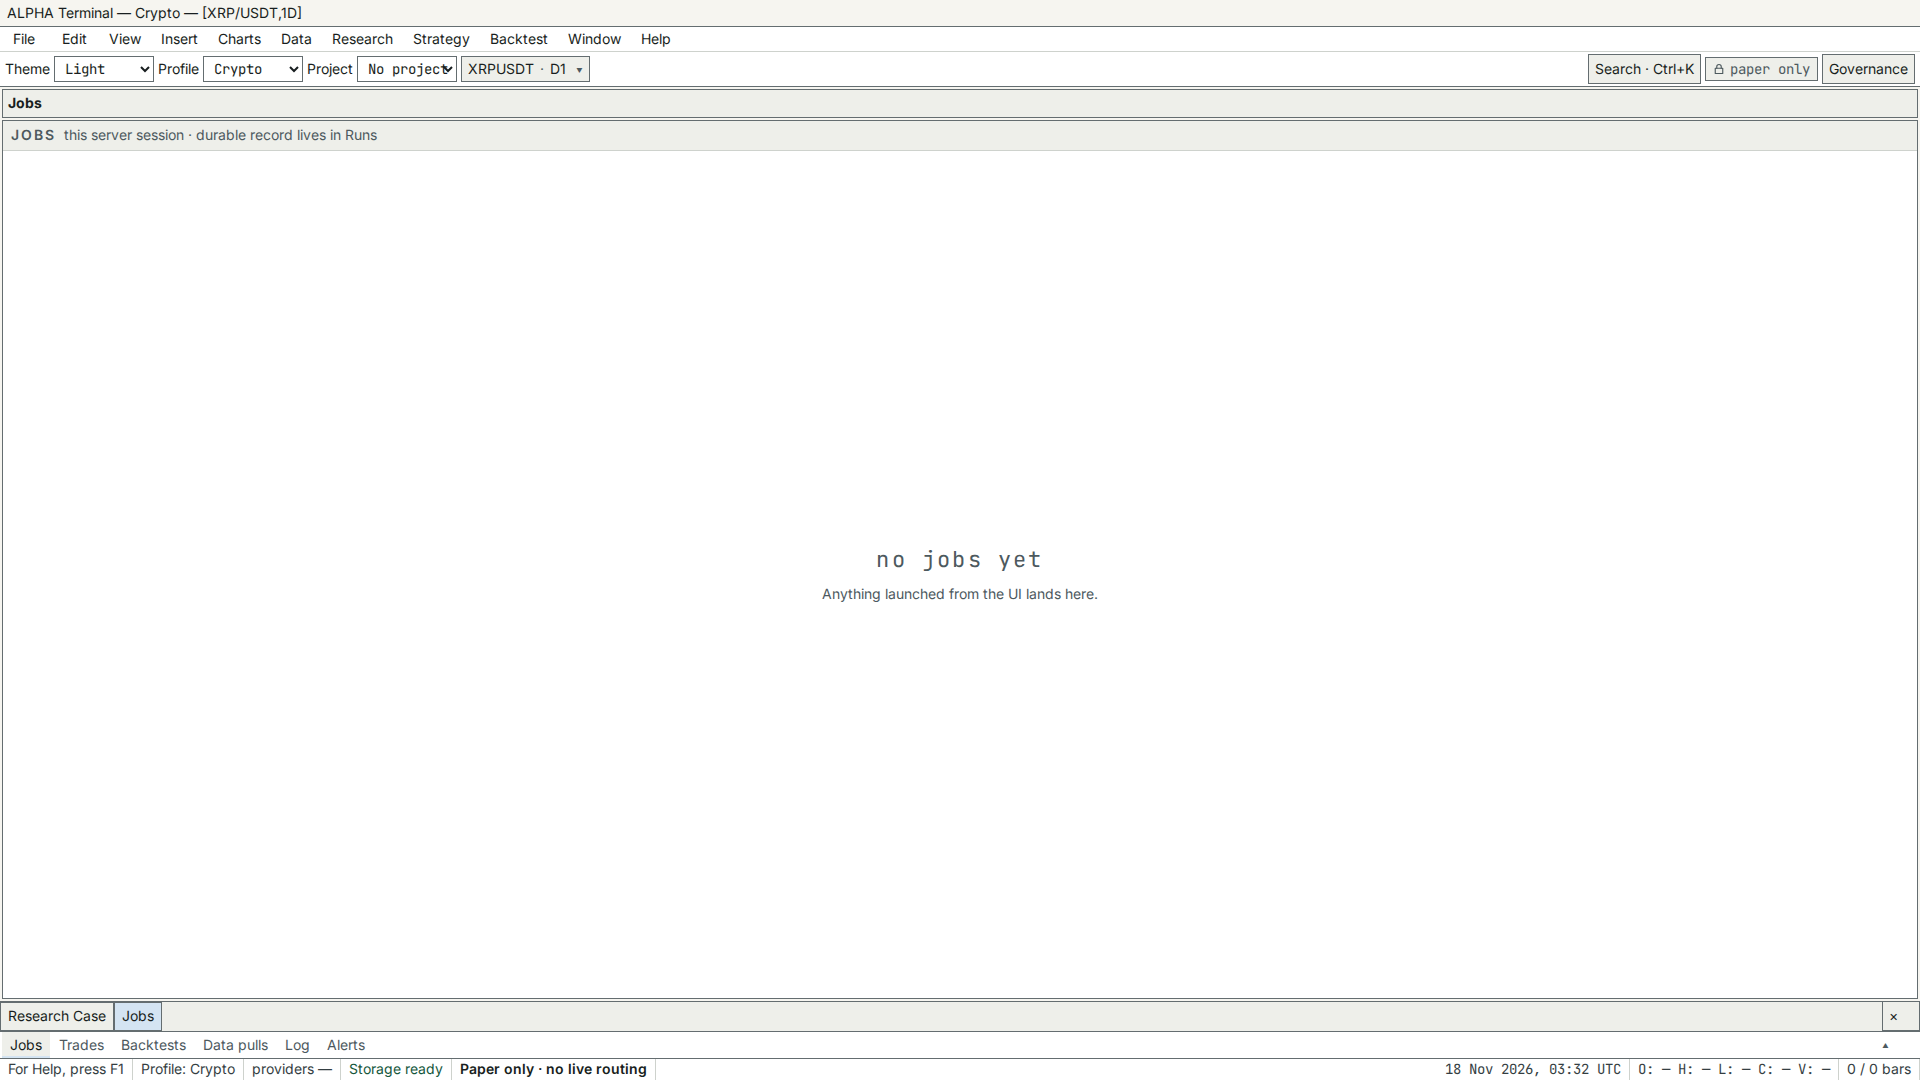 ALPHA Terminal — Crypto — [XRP/USDT,1D]
File Edit View Insert Charts Data Research Strategy Backtest Window Help
Theme Light Profile Crypto Project No project XRPUSDT · D1 Search · Ctrl+K paper only Governance
Jobs
JOBS this server session · durable record lives in Runs
no jobs yet
Anything launched from the UI lands here.
Research Case Jobs ×
Jobs Trades Backtests Data pulls Log Alerts
For Help, press F1 Profile: Crypto providers — Storage ready Paper only · no live routing 18 Nov 2026, 03:32 UTC O: — H: — L: — C: — V: — 0 / 0 bars